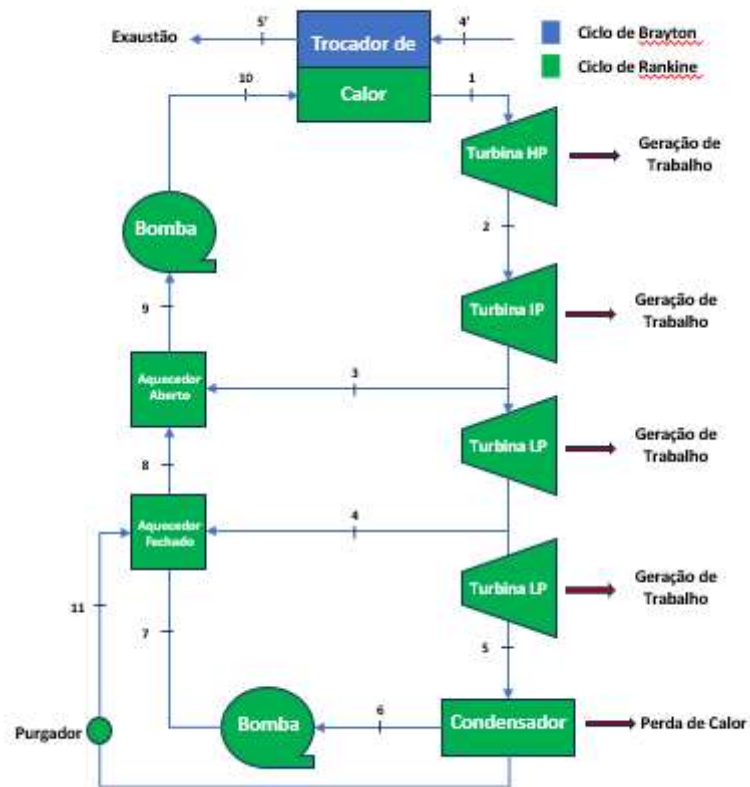 5'
4'
Exaustão
Trocador de
Calor
Ciclo de Brayton
Ciclo de Rankine
10
1
Turbina HP
Geração de
Trabalho
2
Bomba
Turbina IP
Geração de
Trabalho
9
3
Aquecedor
Aberto
Turbina LP
Geração de
Trabalho
8
4
Aquecedor
Fechado
Turbina LP
Geração de
Trabalho
11
7
5
6
Purgador
Bomba
Condensador
Perda de Calor